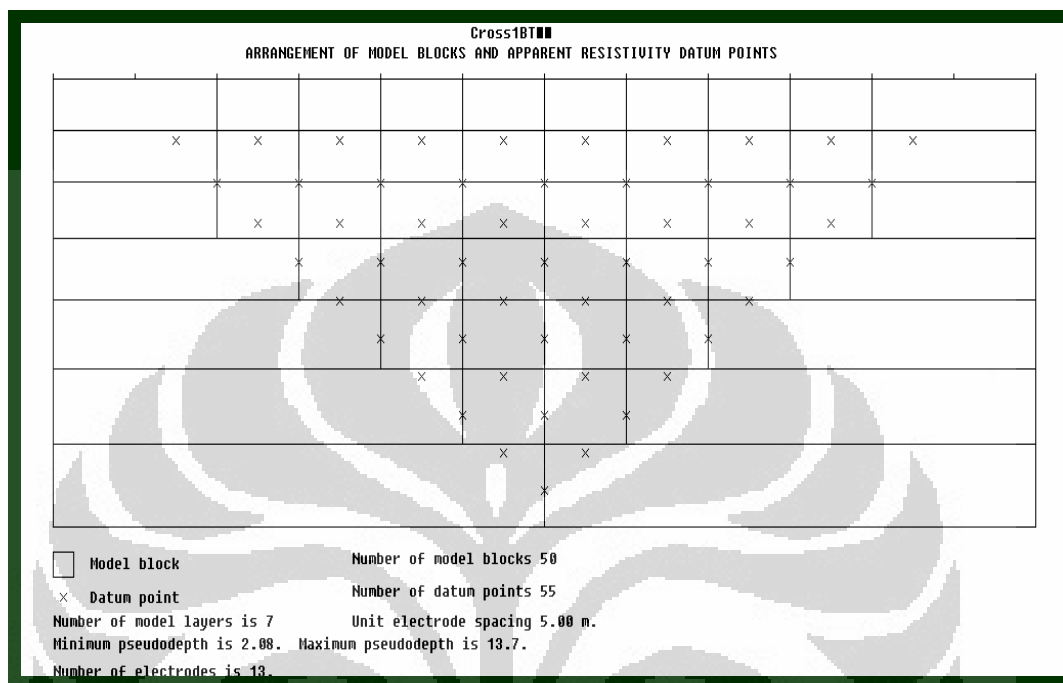 Cross1BT■■
ARRANGEMENT OF MODEL BLOCKS AND APPARENT RESISTIVITY DATUM POINTS
Model block
Number of model blocks 50
Datum point
Number of datum points 55
Number of model layers is 7
Unit electrode spacing 5.00 m.
Minimum pseudodepth is 2.08. Maximum pseudodepth is 13.7.
Number of electrodes is 13.